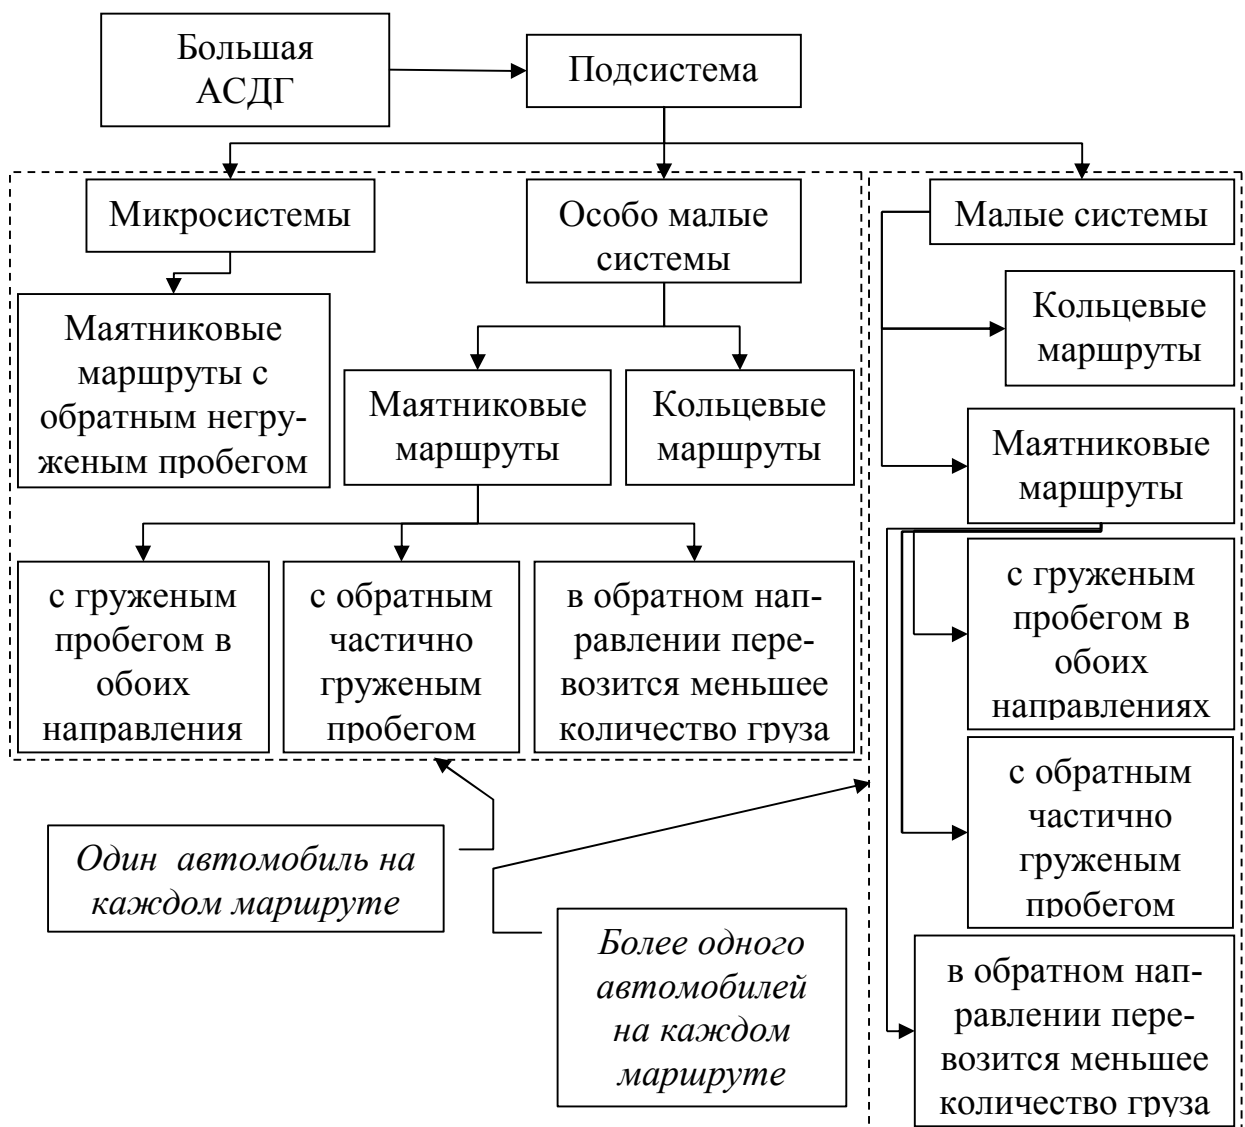 Большая
АСДГ
Подсистема
Микросистемы
Особо малые
системы
Малые системы
Маятниковые
маршруты с
обратным негру-
женым пробегом
Маятниковые
маршруты
Кольцевые
маршруты
Кольцевые
маршруты
Маятниковые
маршруты
с груженым
пробегом в
обоих
направления
с обратным
частично
груженым
пробегом
в обратном нап-
равлении пере-
возится меньшее
количество груза
с груженым
пробегом в
обоих
направлениях
с обратным
частично
груженым
пробегом
в обратном нап-
равлении пере-
возится меньшее
количество груза
Один автомобиль на
каждом маршруте
Более одного
автомобилей
на каждом
маршруте